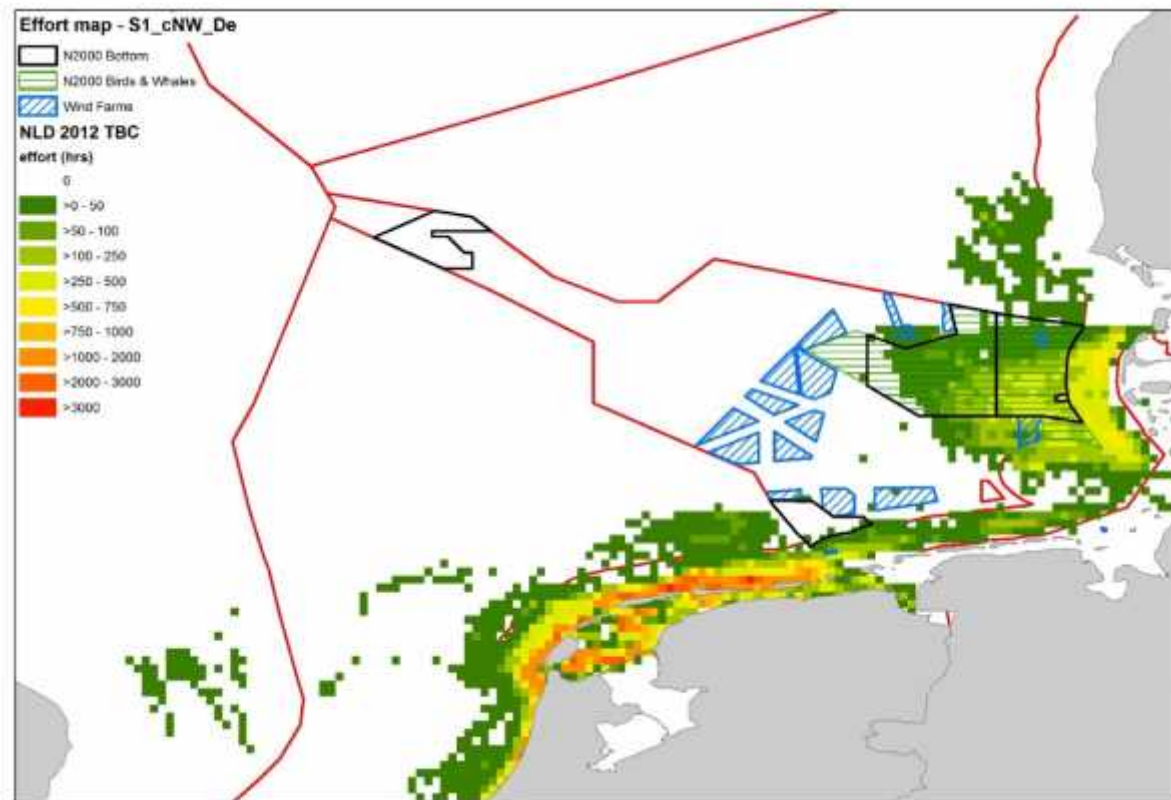 Effort map - S1_cNW_De
N2000 Bottom
N2000 Birds & Whales
Wind Farms
NLD 2012 TBC
effort (hrs)
0
>0 - 50
>50 - 100
>100 - 250
>250 - 500
>500 - 750
>750 - 1000
>1000 - 2000
>2000 - 3000
>3000